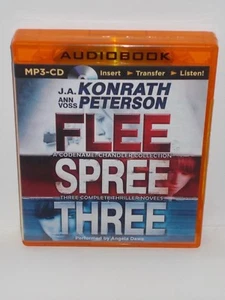 AUDIOBOOK
MP3-CD Insert ► Transfer ► Listen!
J.A. KONRATH
ANN VOSS PETERSON
FLEE
A CODENAME: CHANDLER COLLECTION
SPREE
THREE COMPLETE THRILLER NOVELS
THREE
Performed by Angela Dawe